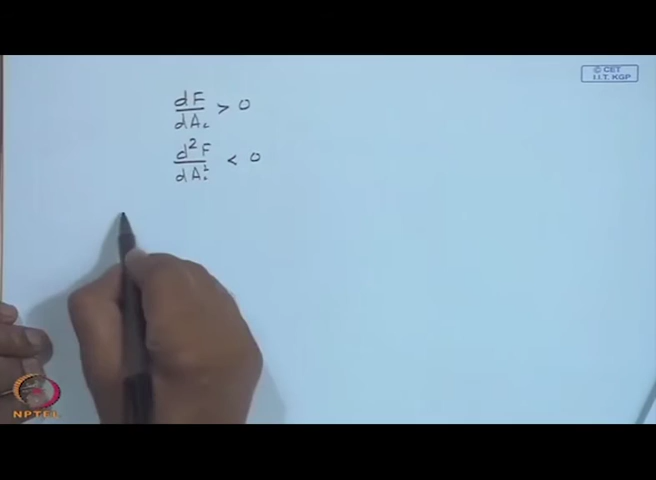 © CET
I.I.T. KGP
dF/dA_c > 0
d²F/dA_c² < 0
NPTEL